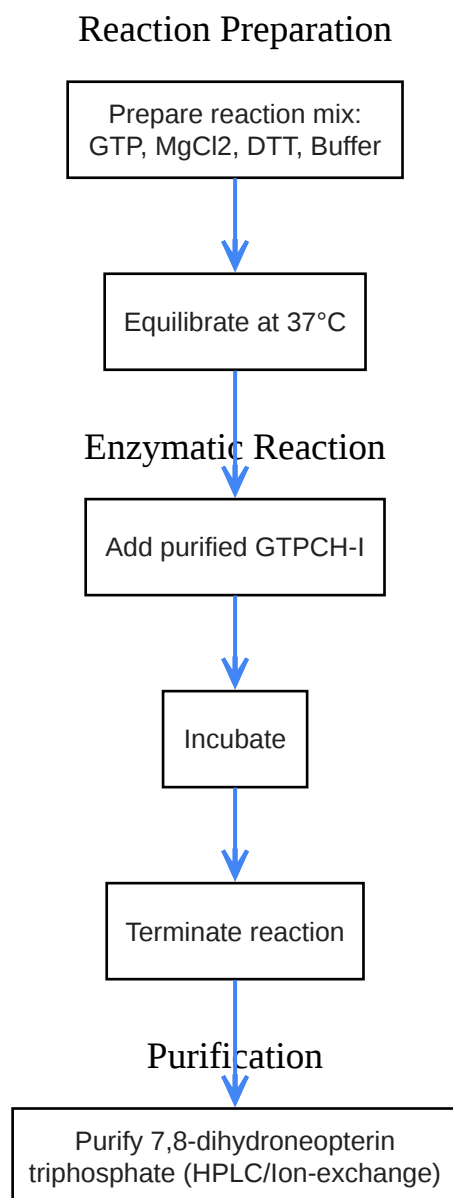 Reaction Preparation
Prepare reaction mix:
GTP, MgCl2, DTT, Buffer
Equilibrate at 37°C
Enzymatic Reaction
Add purified GTPCH-I
Incubate
Terminate reaction
Purification
Purify 7,8-dihydroneopterin
triphosphate (HPLC/Ion-exchange)